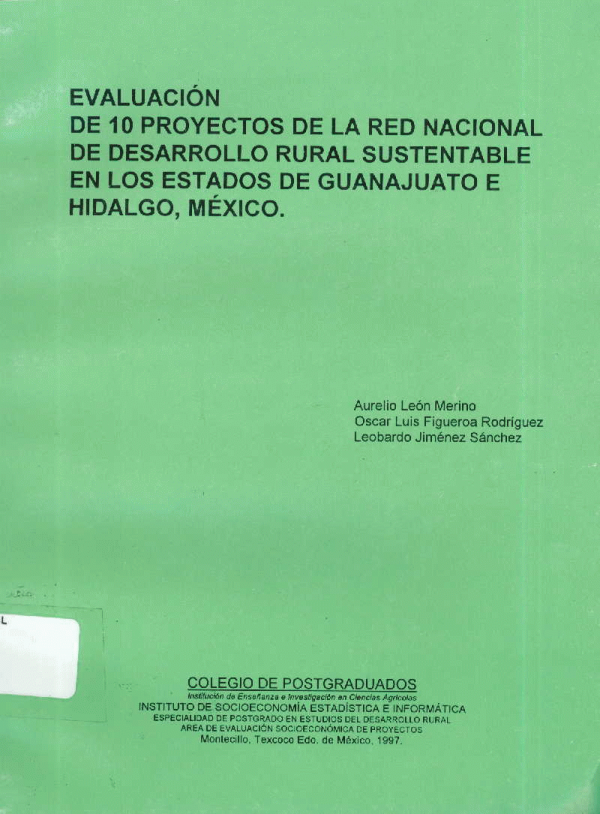 EVALUACIÓN
DE 10 PROYECTOS DE LA RED NACIONAL
DE DESARROLLO RURAL SUSTENTABLE
EN LOS ESTADOS DE GUANAJUATO E
HIDALGO, MÉXICO.
Aurelio León Merino
Oscar Luis Figueroa Rodríguez
Leobardo Jiménez Sánchez
COLEGIO DE POSTGRADUADOS
Institución de Enseñanza e Investigación en Ciencias Agrícolas
INSTITUTO DE SOCIOECONOMÍA ESTADÍSTICA E INFORMÁTICA
ESPECIALIDAD DE POSTGRADO EN ESTUDIOS DEL DESARROLLO RURAL
AREA DE EVALUACIÓN SOCIOECONÓMICA DE PROYECTOS
Montecillo, Texcoco Edo. de México, 1997.